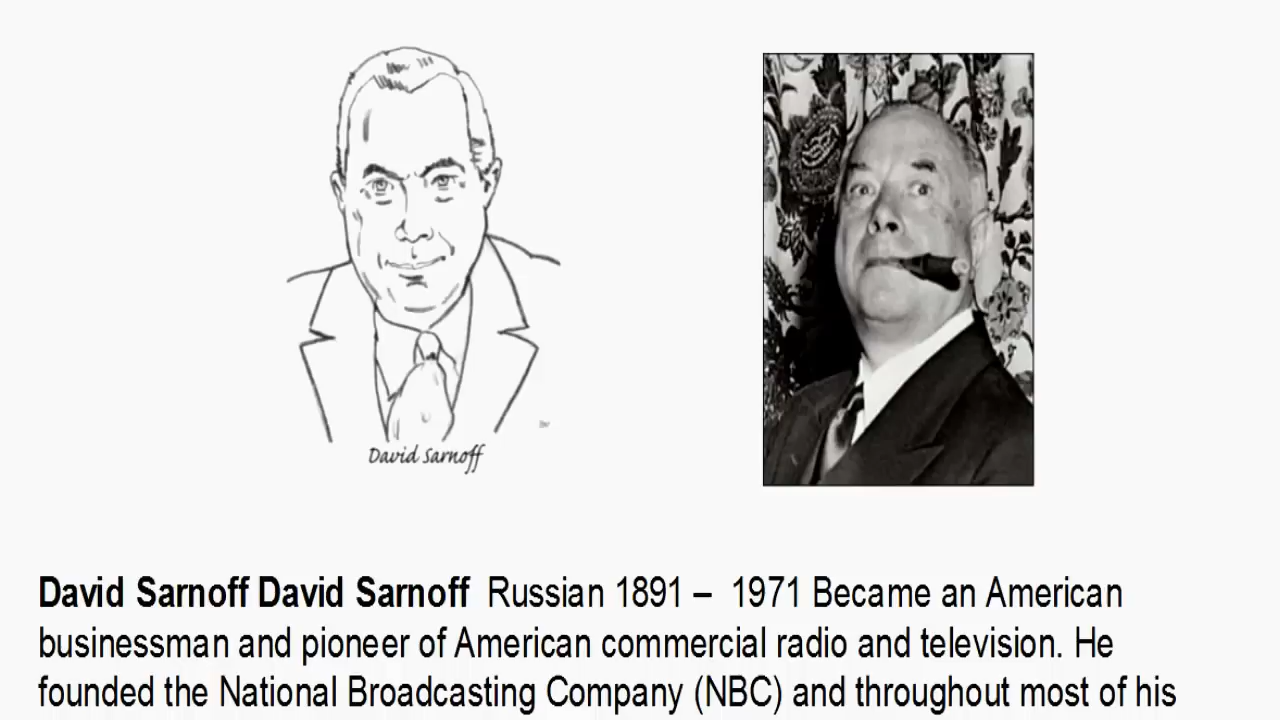 David Sarnoff
David Sarnoff David Sarnoff Russian 1891 – 1971 Became an American
businessman and pioneer of American commercial radio and television. He
founded the National Broadcasting Company (NBC) and throughout most of his